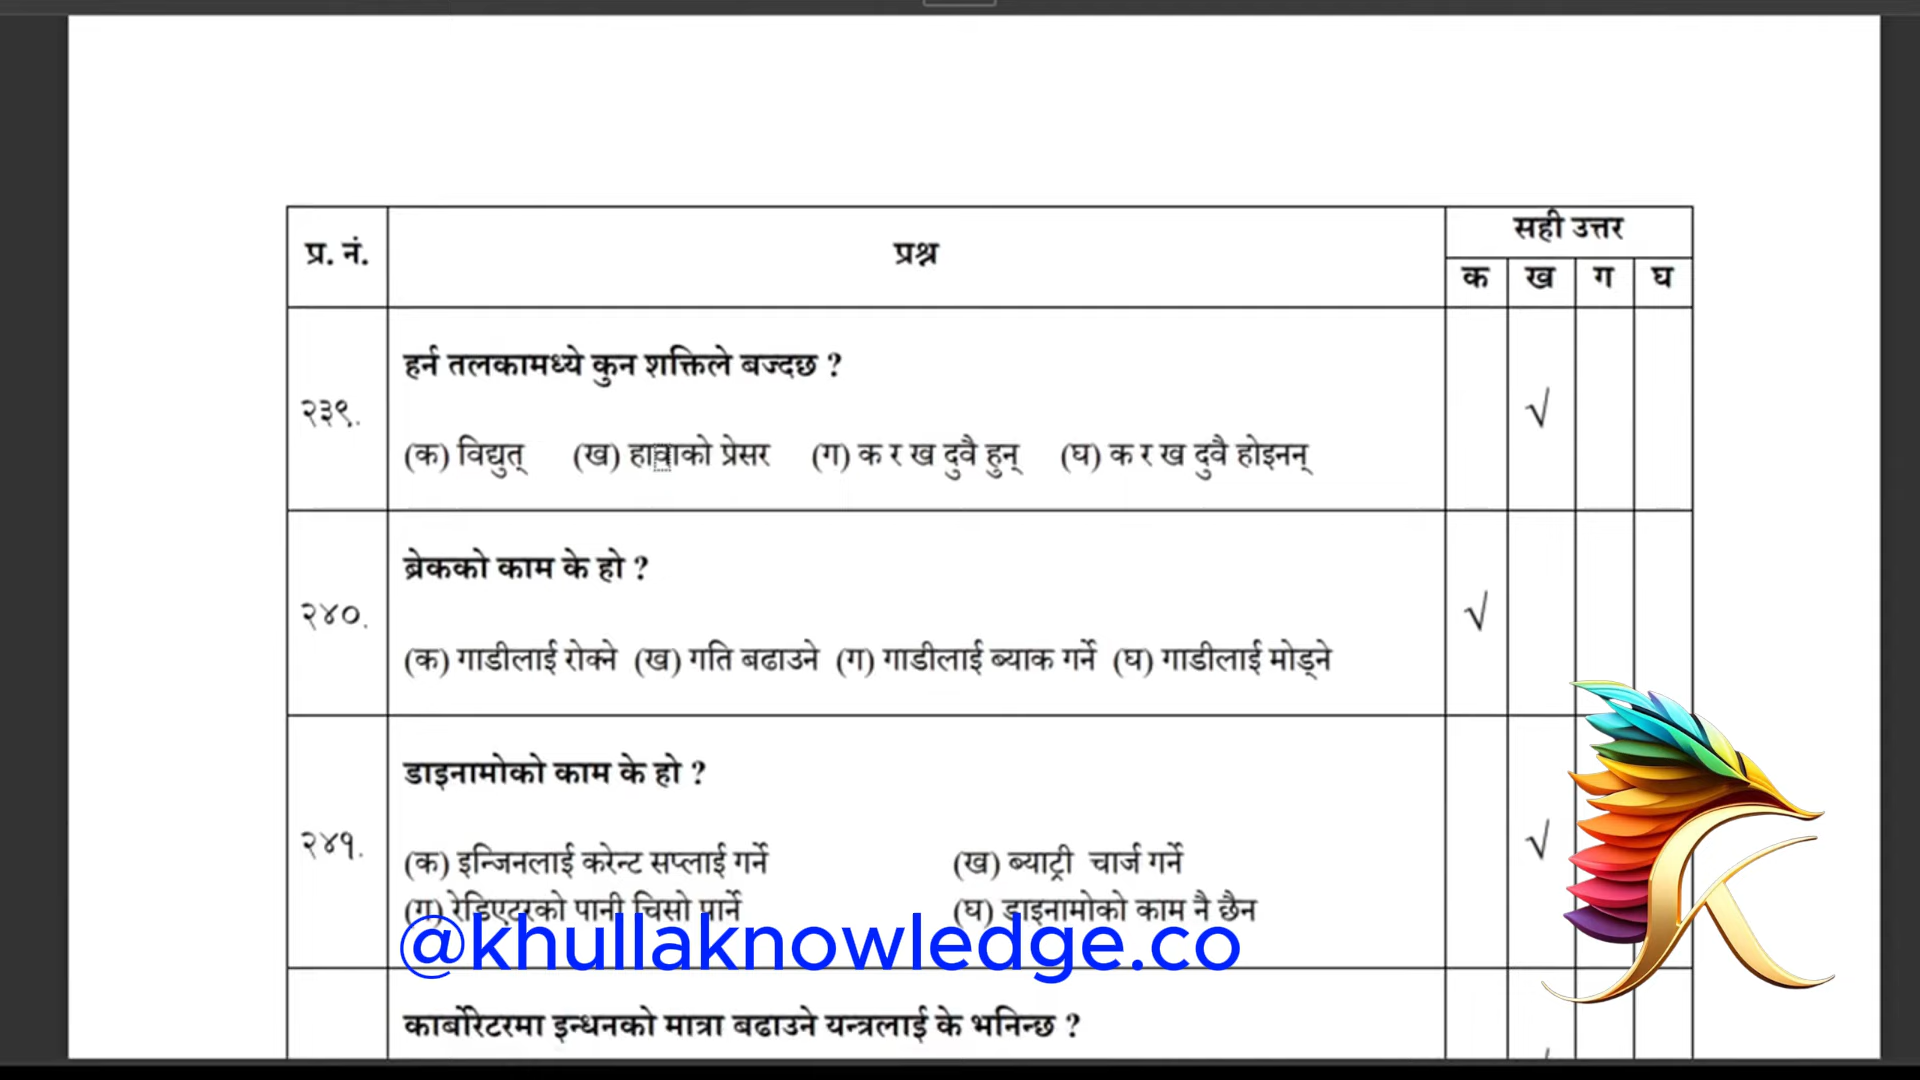 प्र. नं.
प्रश्न
सही उत्तर
क ख ग घ
२३९.
हर्न तलकामध्ये कुन शक्तिले बज्दछ ?
√
(क) विद्युत् (ख) हावाको प्रेसर (ग) क र ख दुवै हुन् (घ) क र ख दुवै होइनन्
२४०.
ब्रेकको काम के हो ?
√
(क) गाडीलाई रोक्ने (ख) गति बढाउने (ग) गाडीलाई ब्याक गर्ने (घ) गाडीलाई मोड्ने
२४१.
डाइनामोको काम के हो ?
√
(क) इन्जिनलाई करेन्ट सप्लाई गर्ने (ख) ब्याट्री चार्ज गर्ने
(ग) रेडिएटरको पानी चिसो पार्ने (घ) डाइनामोको काम नै छैन
@khullaknowledge.co
कार्बोरेटरमा इन्धनको मात्रा बढाउने यन्त्रलाई के भनिन्छ ?